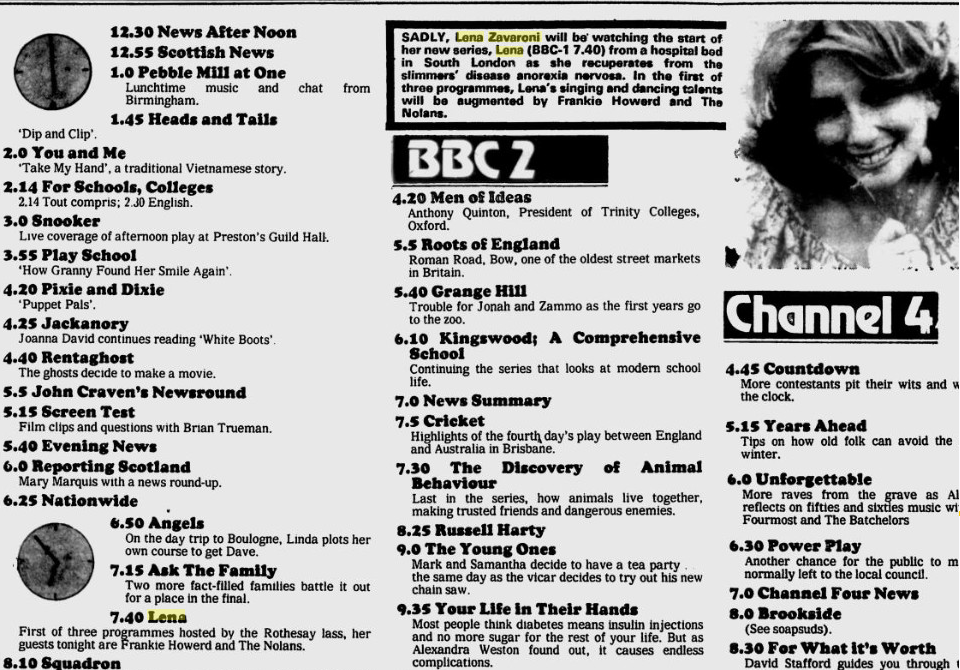 12.30 News After Noon
12.55 Scottish News
1.0 Pebble Mill at One
Lunchtime music and chat from
Birmingham.
1.45 Heads and Tails
'Dip and Clip'.
2.0 You and Me
'Take My Hand', a traditional Vietnamese story.
2.14 For Schools, Colleges
2.14 Tout compris; 2.30 English.
3.0 Snooker
Live coverage of afternoon play at Preston's Guild Hall.
3.55 Play School
'How Granny Found Her Smile Again'.
4.20 Pixie and Dixie
'Puppet Pals'.
4.25 Jackanory
Joanna David continues reading 'White Boots'.
4.40 Rentaghost
The ghosts decide to make a movie.
5.5 John Craven's Newsround
5.15 Screen Test
Film clips and questions with Brian Trueman.
5.40 Evening News
6.0 Reporting Scotland
Mary Marquis with a news round-up.
6.25 Nationwide
6.50 Angels
On the day trip to Boulogne, Linda plots her
own course to get Dave.
7.15 Ask The Family
Two more fact-filled families battle it out
for a place in the final.
7.40 Lena
First of three programmes hosted by the Rothesay lass, her
guests tonight are Frankie Howerd and The Nolans.
8.10 Squadron
SADLY, Lena Zavaroni will be watching the start of
her new series, Lena (BBC-1 7.40) from a hospital bed
in South London as she recuperates from the
slimmers' disease anorexia nervosa. In the first of
three programmes, Lena's singing and dancing talents
will be augmented by Frankie Howerd and The
Nolans.
BBC 2
4.20 Men of Ideas
Anthony Quinton, President of Trinity Colleges,
Oxford.
5.5 Roots of England
Roman Road, Bow, one of the oldest street markets
in Britain.
5.40 Grange Hill
Trouble for Jonah and Zammo as the first years go
to the zoo.
6.10 Kingswood; A Comprehensive
School
Continuing the series that looks at modern school
life.
7.0 News Summary
7.5 Cricket
Highlights of the fourth day's play between England
and Australia in Brisbane.
7.30 The Discovery of Animal
Behaviour
Last in the series, how animals live together,
making trusted friends and dangerous enemies.
8.25 Russell Harty
9.0 The Young Ones
Mark and Samantha decide to have a tea party
the same day as the vicar decides to try out his new
chain saw.
9.35 Your Life in Their Hands
Most people think diabetes means insulin injections
and no more sugar for the rest of your life. But as
Alexandra Weston found out, it causes endless
complications.
Channel 4
4.45 Countdown
More contestants pit their wits and
the clock.
5.15 Years Ahead
Tips on how old folk can avoid the
winter.
6.0 Unforgettable
More raves from the grave as
reflects on fifties and sixties music
Fourmost and The Batchelors
6.30 Power Play
Another chance for the public to
normally left to the local council.
7.0 Channel Four News
8.0 Brookside
(See soapsuds).
8.30 For What it's Worth
David Stafford guides you through